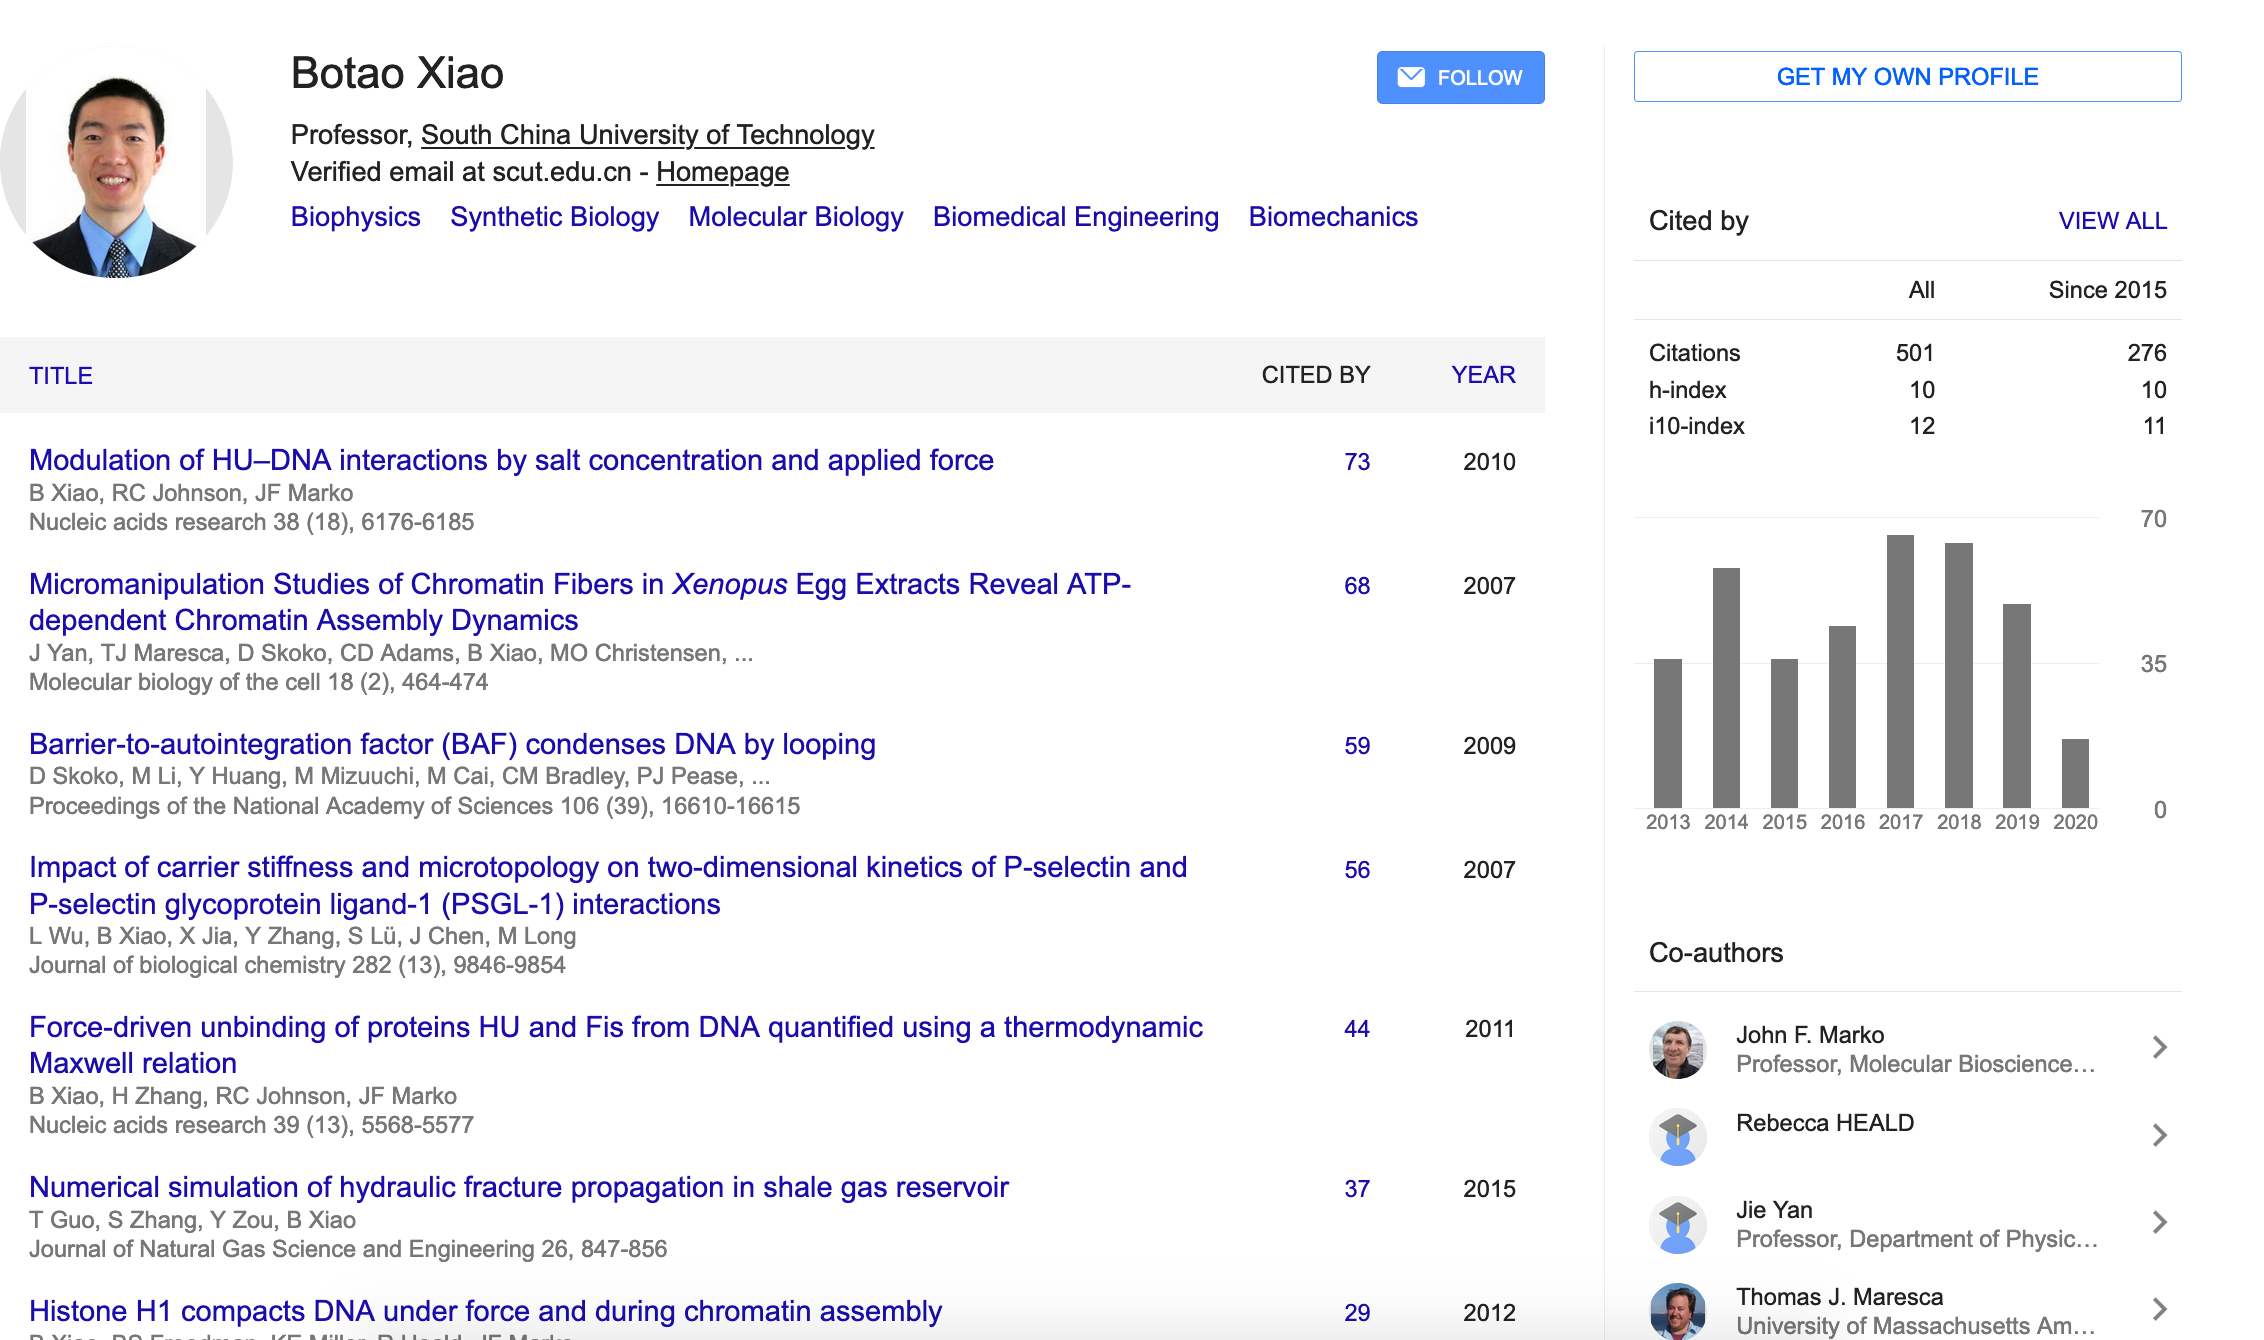 Botao Xiao
FOLLOW
Professor, South China University of Technology
Verified email at scut.edu.cn - Homepage
Biophysics Synthetic Biology Molecular Biology Biomedical Engineering Biomechanics
TITLE CITED BY YEAR
Modulation of HU–DNA interactions by salt concentration and applied force 73 2010
B Xiao, RC Johnson, JF Marko
Nucleic acids research 38 (18), 6176-6185
Micromanipulation Studies of Chromatin Fibers in Xenopus Egg Extracts Reveal ATP- 68 2007
dependent Chromatin Assembly Dynamics
J Yan, TJ Maresca, D Skoko, CD Adams, B Xiao, MO Christensen, ...
Molecular biology of the cell 18 (2), 464-474
Barrier-to-autointegration factor (BAF) condenses DNA by looping 59 2009
D Skoko, M Li, Y Huang, M Mizuuchi, M Cai, CM Bradley, PJ Pease, ...
Proceedings of the National Academy of Sciences 106 (39), 16610-16615
Impact of carrier stiffness and microtopology on two-dimensional kinetics of P-selectin and 56 2007
P-selectin glycoprotein ligand-1 (PSGL-1) interactions
L Wu, B Xiao, X Jia, Y Zhang, S Lü, J Chen, M Long
Journal of biological chemistry 282 (13), 9846-9854
Force-driven unbinding of proteins HU and Fis from DNA quantified using a thermodynamic 44 2011
Maxwell relation
B Xiao, H Zhang, RC Johnson, JF Marko
Nucleic acids research 39 (13), 5568-5577
Numerical simulation of hydraulic fracture propagation in shale gas reservoir 37 2015
T Guo, S Zhang, Y Zou, B Xiao
Journal of Natural Gas Science and Engineering 26, 847-856
Histone H1 compacts DNA under force and during chromatin assembly 29 2012
GET MY OWN PROFILE
Cited by VIEW ALL
All Since 2015
Citations 501 276
h-index 10 10
i10-index 12 11
70
35
0
2013 2014 2015 2016 2017 2018 2019 2020
Co-authors
John F. Marko
Professor, Molecular Bioscience...
Rebecca HEALD
Jie Yan
Professor, Department of Physic...
Thomas J. Maresca
University of Massachusetts Am...